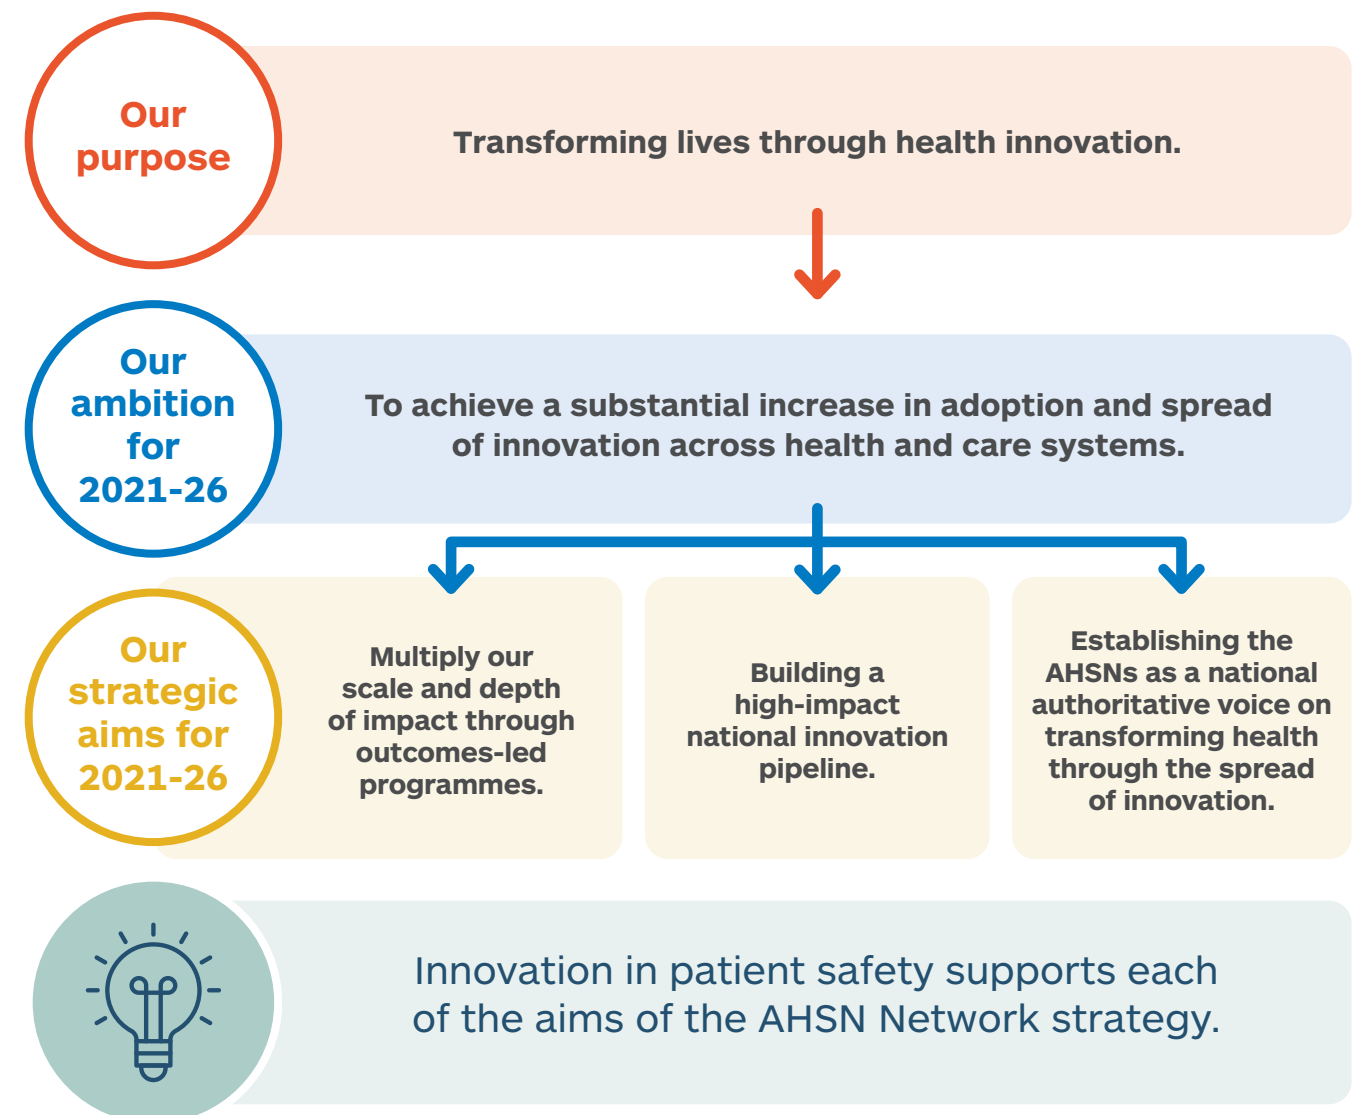 Our
purpose
Transforming lives through health innovation.
Our
ambition
for
2021-26
To achieve a substantial increase in adoption and spread
of innovation across health and care systems.
Our
strategic
aims for
2021-26
Multiply our
scale and depth
of impact through
outcomes-led
programmes.
Building a
high-impact
national innovation
pipeline.
Establishing the
AHSNs as a national
authoritative voice on
transforming health
through the spread
of innovation.
Innovation in patient safety supports each
of the aims of the AHSN Network strategy.